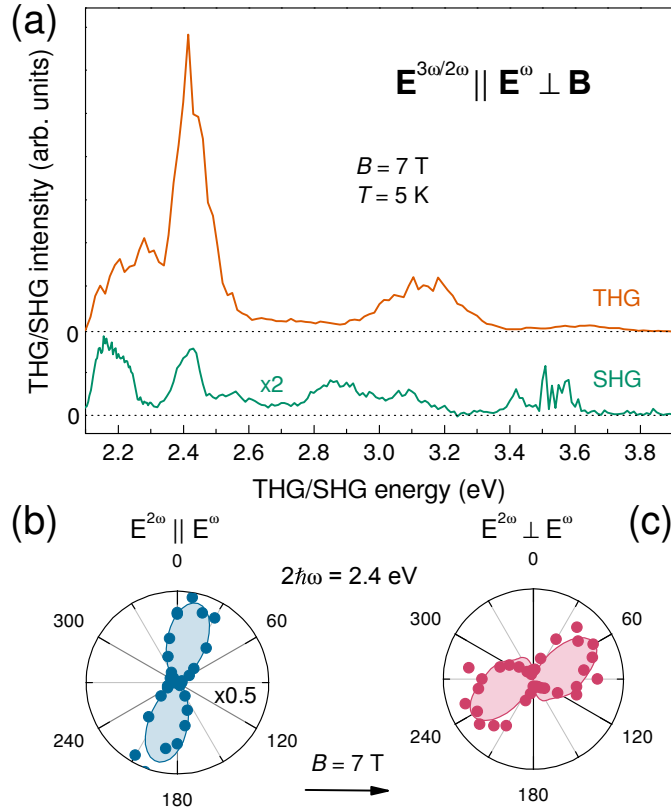 (a)
THG/SHG intensity (arb. units)
E^{3ω/2ω} || E^ω ⊥ B
B = 7 T
T = 5 K
THG
0
x2
SHG
0
2.2 2.4 2.6 2.8 3.0 3.2 3.4 3.6 3.8
THG/SHG energy (eV)
(b)
E^{2ω} || E^ω
0
2ħω = 2.4 eV
300
60
x0.5
240
120
180
B = 7 T
E^{2ω} ⊥ E^ω
(c)
0
300
60
240
120
180